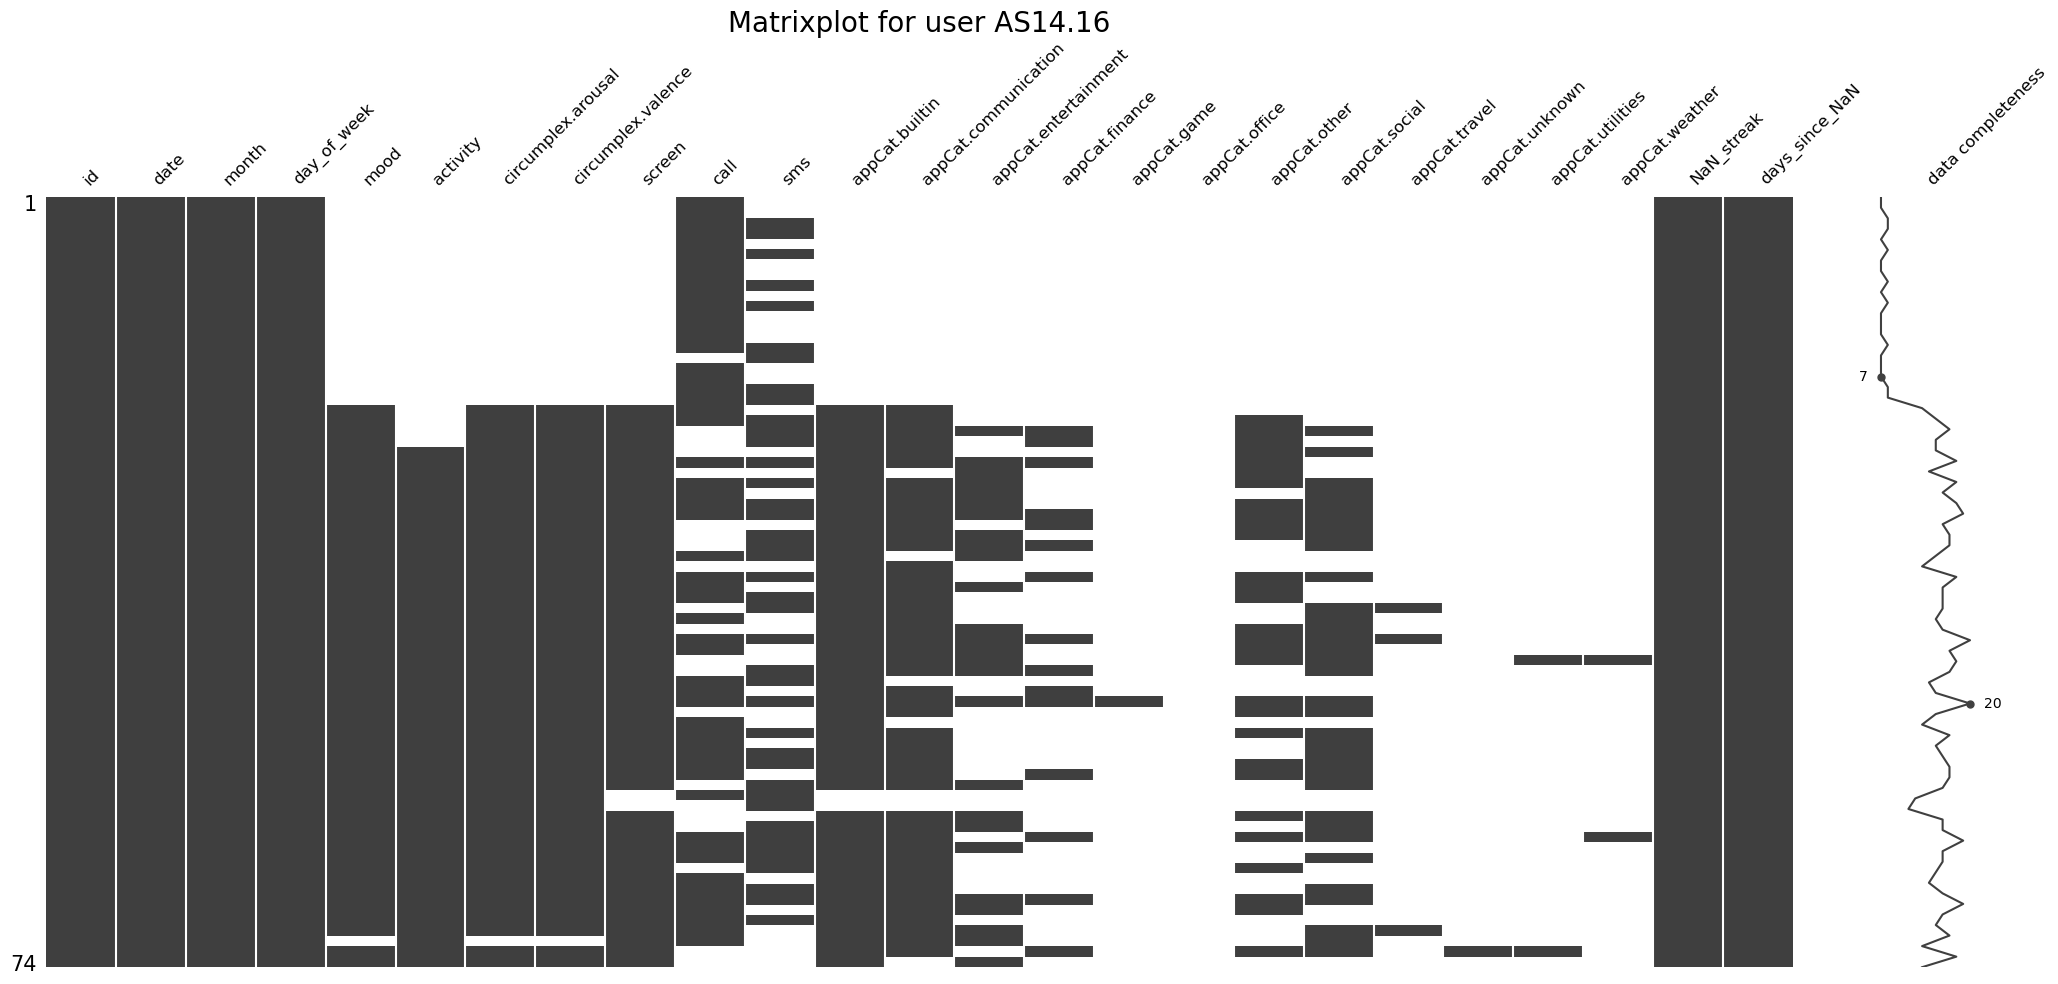 Matrixplot for user AS14.16
id
date
month
day_of_week
mood
activity
circumplex.arousal
circumplex.valence
screen
call
sms
appCat.builtin
appCat.communication
appCat.entertainment
appCat.finance
appCat.game
appCat.office
appCat.other
appCat.social
appCat.travel
appCat.unknown
appCat.utilities
appCat.weather
NaN_streak
days_since_NaN
data completeness
1
7
20
74